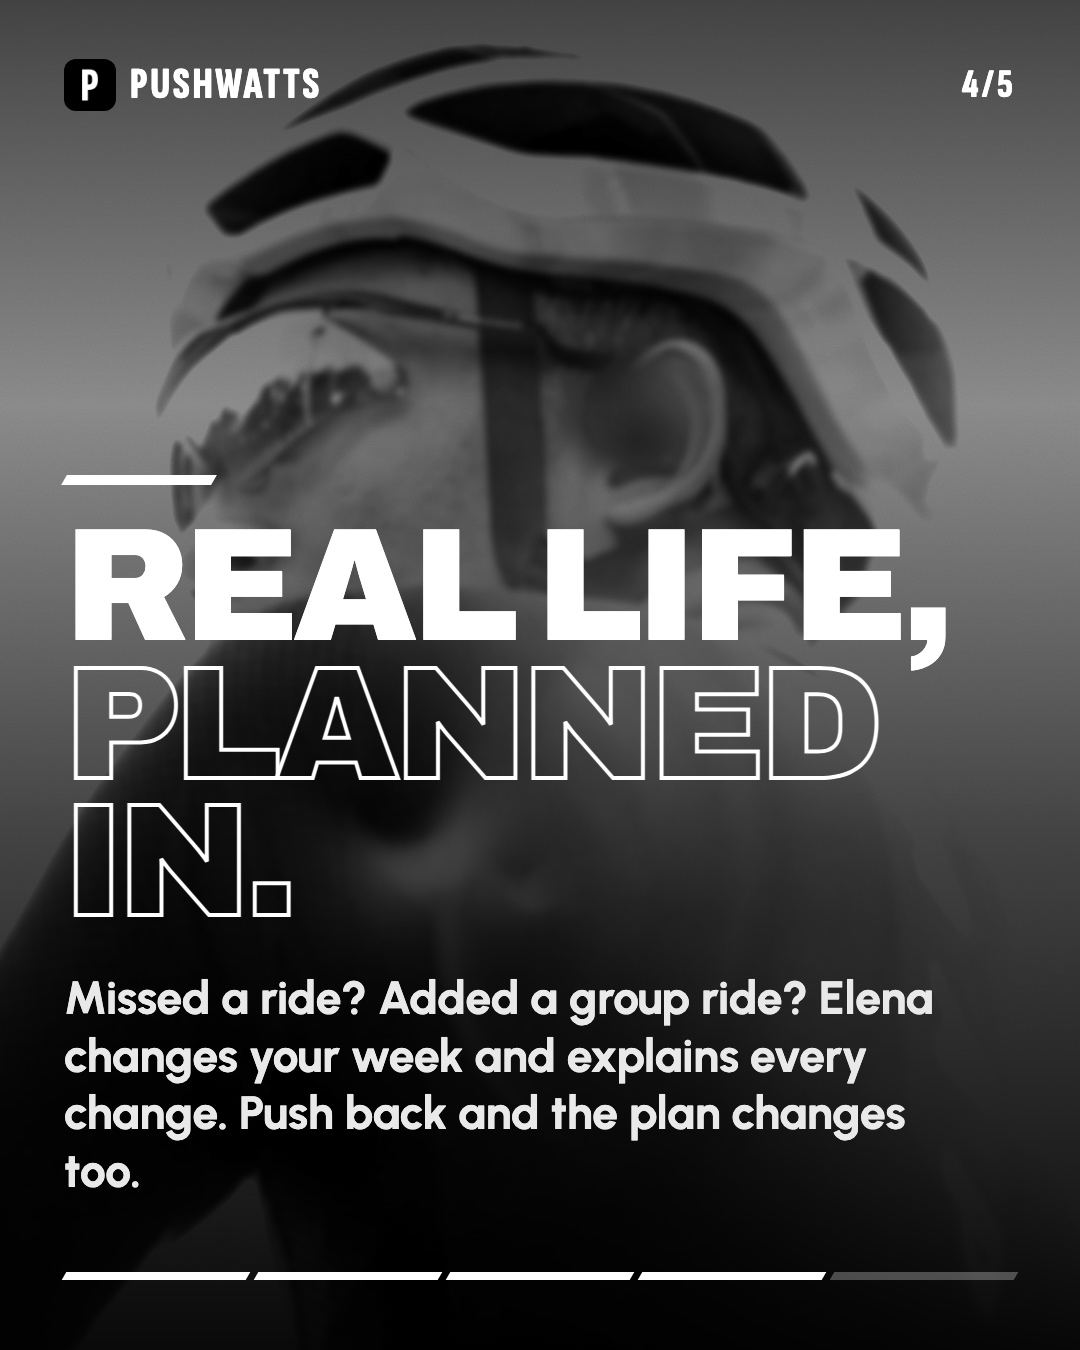 P PUSHWATTS
4/5
REAL LIFE,
PLANNED
IN.
Missed a ride? Added a group ride? Elena
changes your week and explains every
change. Push back and the plan changes
too.